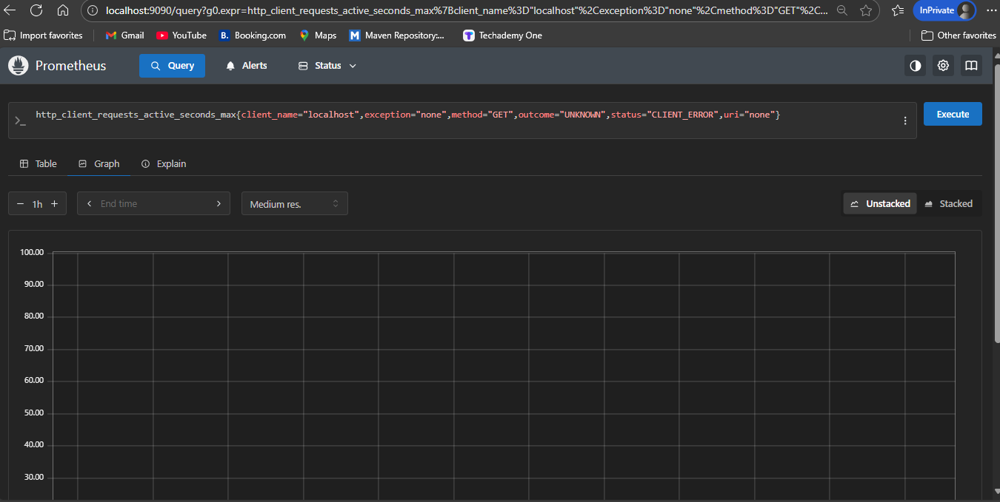 localhost:9090/query?g0.expr=http_client_requests_active_seconds_max%7Bclient_name%3D"localhost"%2Cexception%3D"none"%2Cmethod%3D"GET"%2C...
InPrivate
Import favorites
Gmail
YouTube
B. Booking.com
Maps
M Maven Repository:...
T Techademy One
Other favorites
Prometheus
Query
Alerts
Status
>_ http_client_requests_active_seconds_max{client_name="localhost",exception="none",method="GET",outcome="UNKNOWN",status="CLIENT_ERROR",uri="none"}
Execute
Table
Graph
Explain
− 1h +
< End time >
Medium res.
Unstacked
Stacked
100.00
90.00
80.00
70.00
60.00
50.00
40.00
30.00